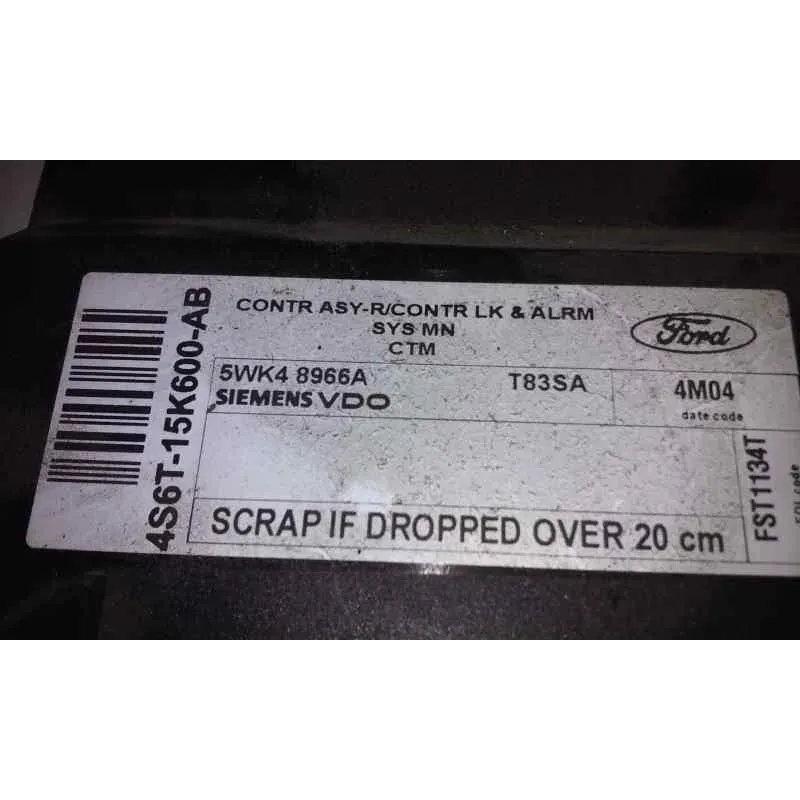 4S6T-15K600-AB
CONTR ASY-R/CONTR LK & ALRM
SYS MN
CTM
Ford
5WK4 8966A
T83SA
4M04
SIEMENS VDO
date code
FST1134T
code
SCRAP IF DROPPED OVER 20 cm